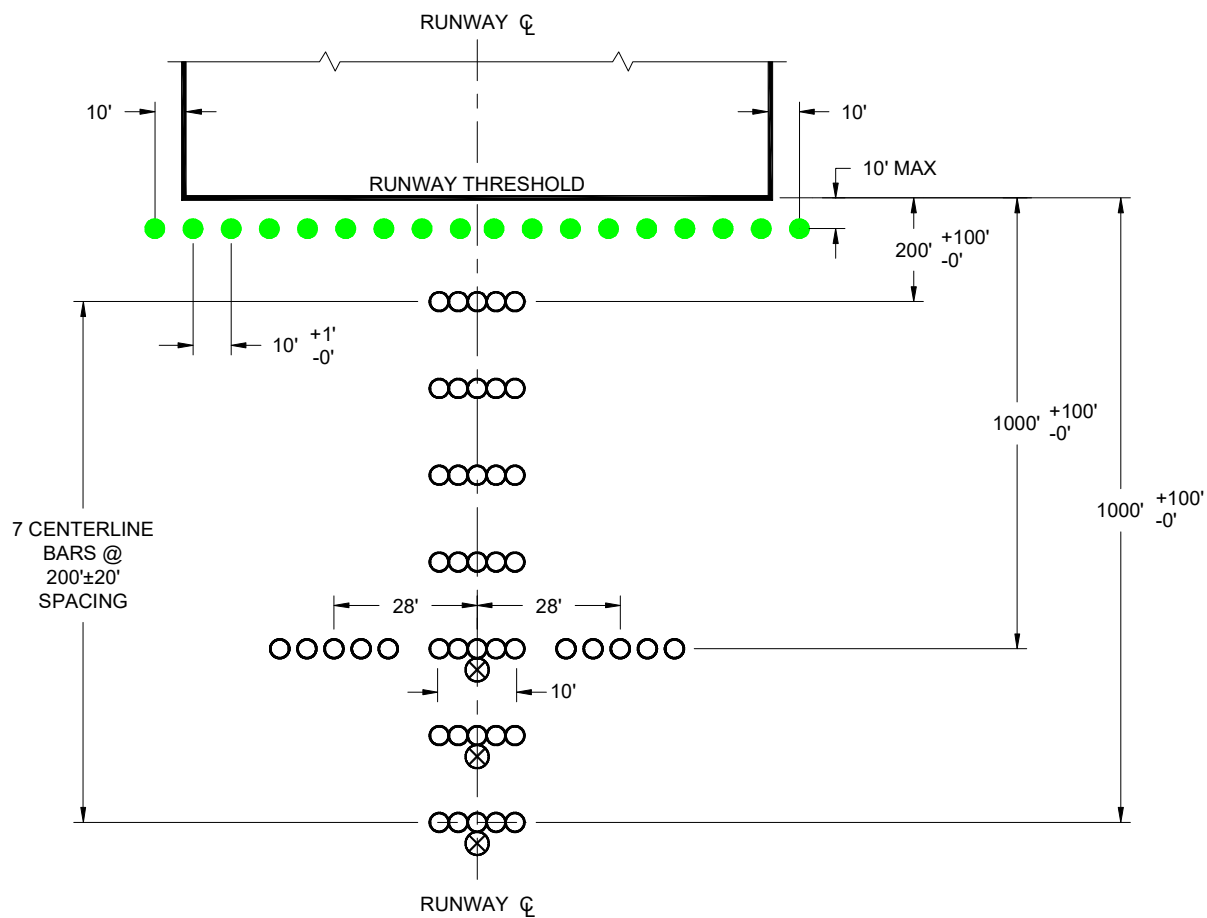 RUNWAY ℄
10'
10'
10' MAX
RUNWAY THRESHOLD
200' +100'
-0'
10' +1'
-0'
1000' +100'
-0'
1000' +100'
-0'
7 CENTERLINE
BARS @
200'±20'
SPACING
28'
28'
10'
RUNWAY ℄